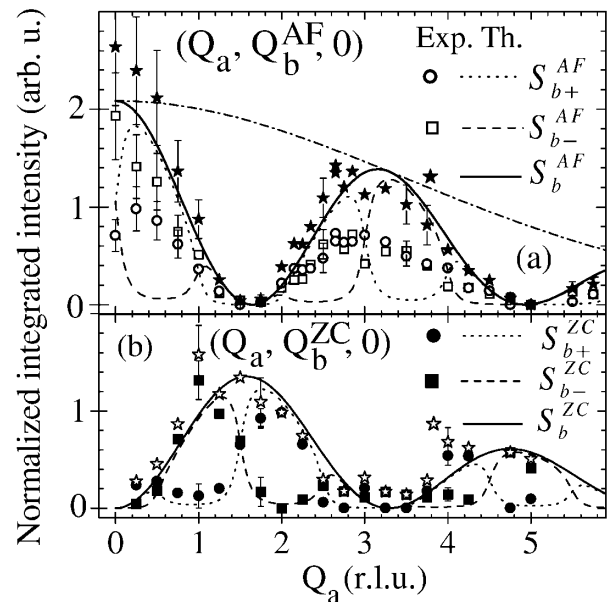 Normalized integrated intensity (arb. u.)
(Q_a, Q_b^AF, 0)
Exp. Th.
S_b+^AF
S_b-^AF
S_b^AF
2
1
0
(a)
(b)
(Q_a, Q_b^ZC, 0)
S_b+^ZC
S_b-^ZC
S_b^ZC
1
0
0 1 2 3 4 5
Q_a (r.l.u.)